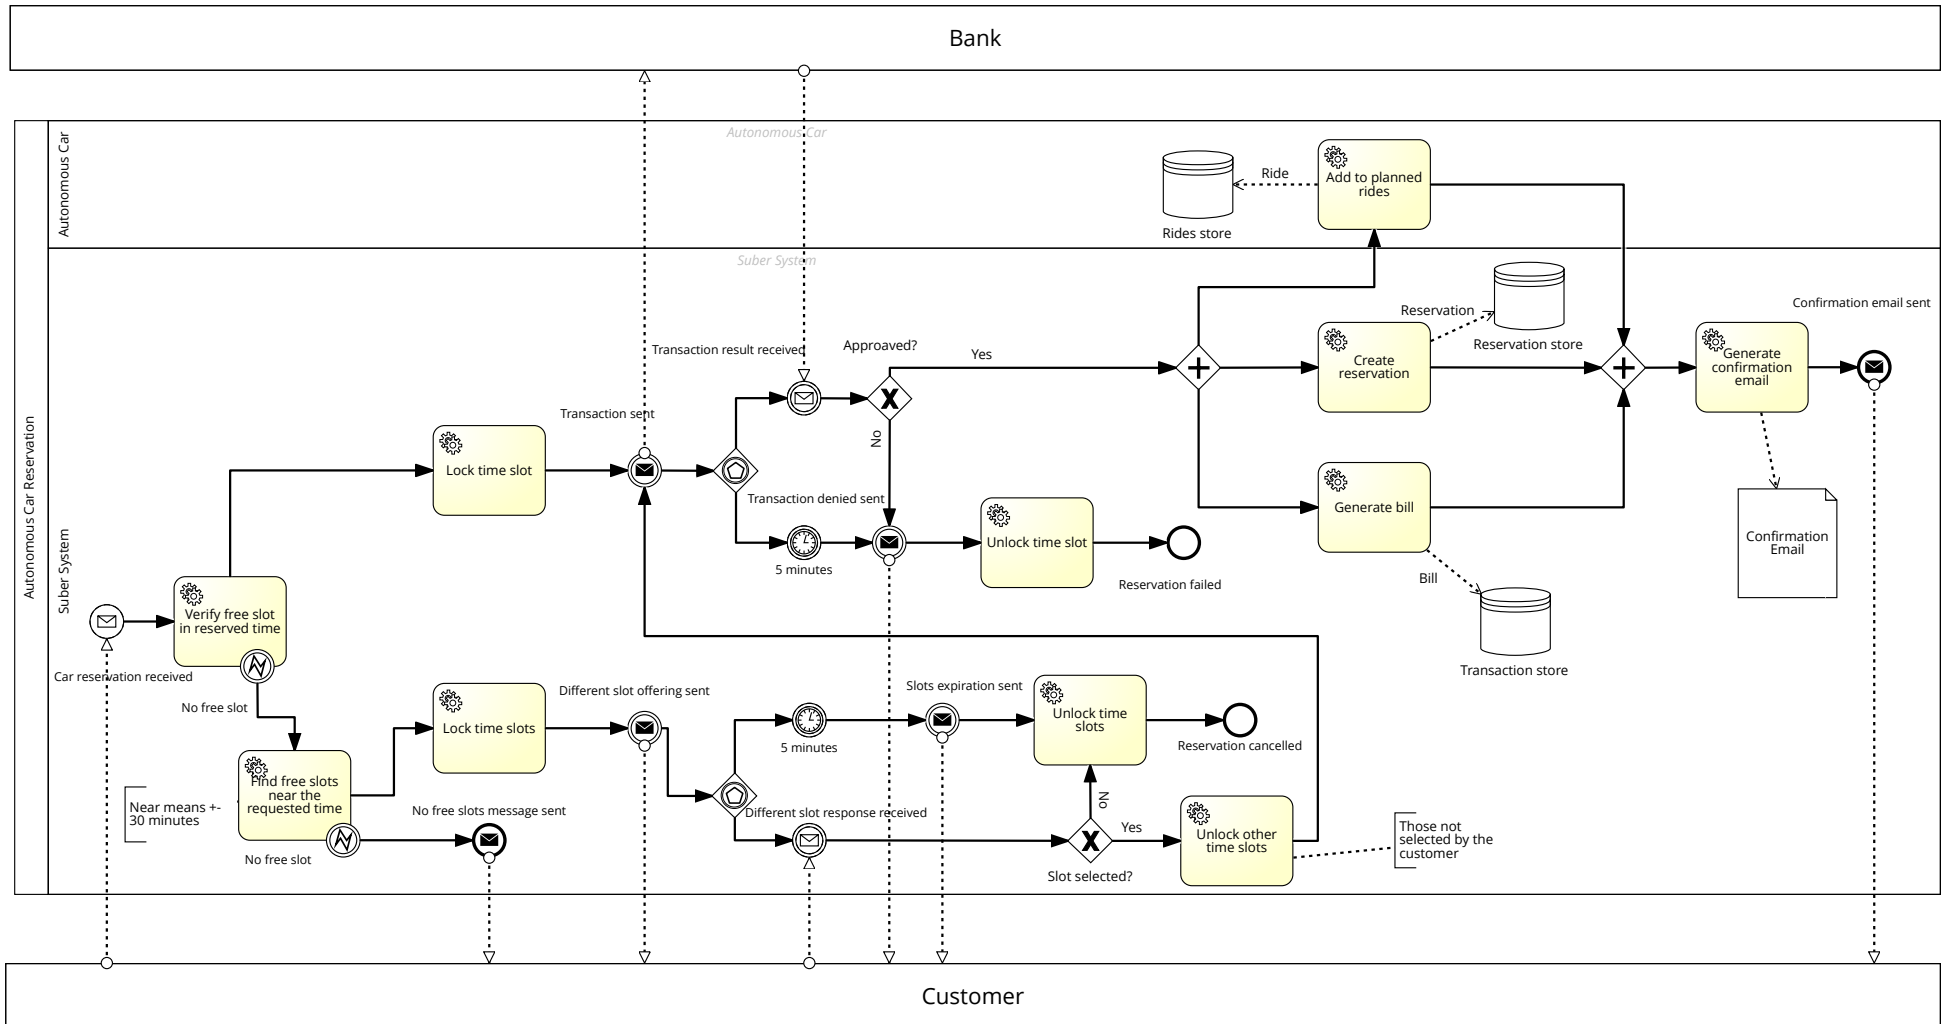 Bank
Autonomous Car
Autonomous Car
Ride
Add to planned
rides
Rides store
Suber System
Reservation
Confirmation email sent
Reservation store
Transaction result received
Approaved?
Yes
Create
reservation
Generate
confirmation
email
Transaction sent
No
Lock time slot
Transaction denied sent
Generate bill
Unlock time slot
5 minutes
Reservation failed
Bill
Confirmation
Email
Autonomous Car Reservation
Suber System
Verify free slot
in reserved time
Car reservation received
Transaction store
No free slot
Different slot offering sent
Slots expiration sent
Lock time slots
Unlock time
slots
5 minutes
Reservation cancelled
Find free slots
near the
requested time
Near means +-
30 minutes
No free slots message sent
Different slot response received
No
Yes
Unlock other
time slots
Those not
selected by the
customer
No free slot
Slot selected?
Customer